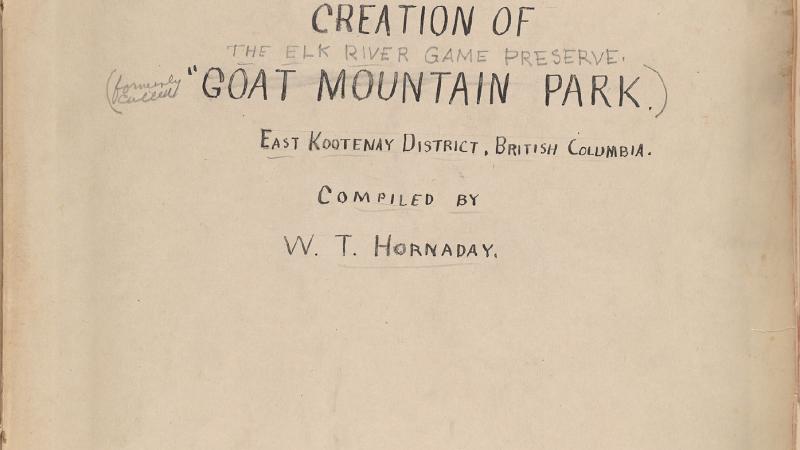 CREATION OF
THE ELK RIVER GAME PRESERVE.
(formerly called "GOAT MOUNTAIN PARK.)
EAST KOOTENAY DISTRICT, BRITISH COLUMBIA.
COMPILED BY
W. T. HORNADAY.